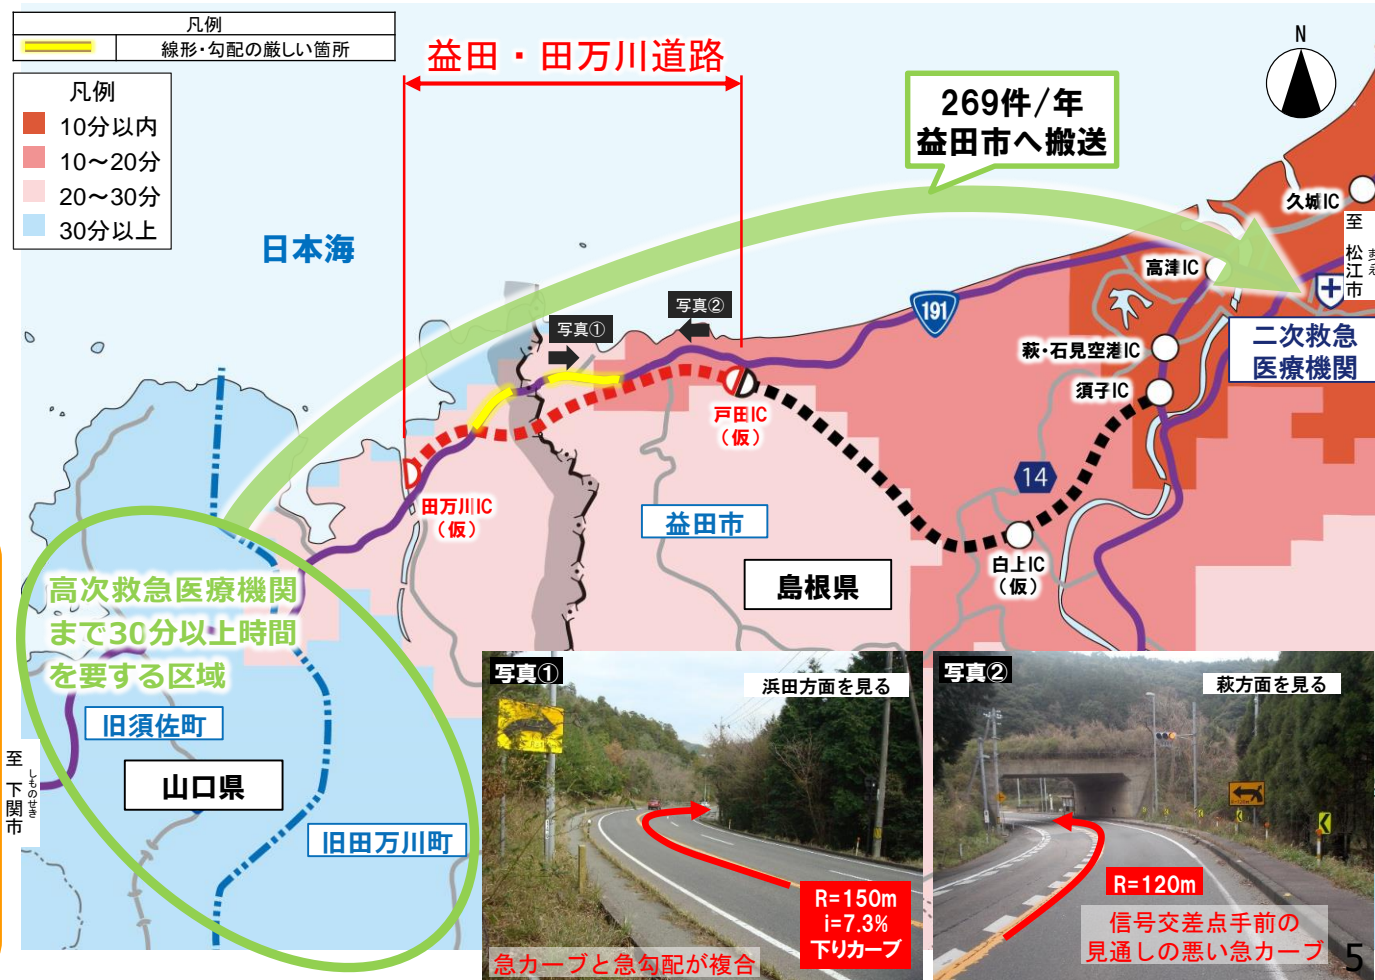 凡例
線形・勾配の厳しい箇所
凡例
10分以内
10～20分
20～30分
30分以上
益田・田万川道路
269件/年
益田市へ搬送
N
日本海
久城IC
至 松江市
まつえ
高津IC
写真①
写真②
191
萩・石見空港IC
二次救急
医療機関
須子IC
戸田IC
(仮)
14
田万川IC
(仮)
益田市
白上IC
(仮)
島根県
高次救急医療機関
まで30分以上時間
を要する区域
旧須佐町
至 下関市
しものせき
山口県
旧田万川町
写真①
浜田方面を見る
R=150m
i=7.3%
下りカーブ
急カーブと急勾配が複合
写真②
萩方面を見る
R=120m
信号交差点手前の
見通しの悪い急カーブ
5